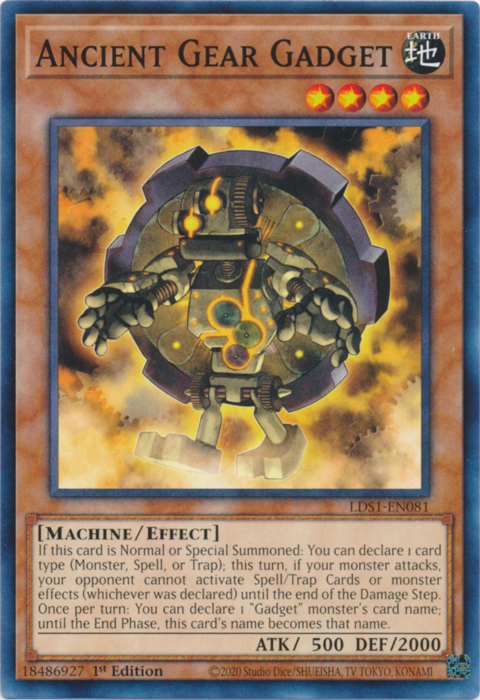 ANCIENT GEAR GADGET
EARTH
地
LDS1-EN081
[MACHINE/EFFECT]
If this card is Normal or Special Summoned: You can declare 1 card
type (Monster, Spell, or Trap); this turn, if your monster attacks,
your opponent cannot activate Spell/Trap Cards or monster
effects (whichever was declared) until the end of the Damage Step.
Once per turn: You can declare 1 "Gadget" monster's card name;
until the End Phase, this card's name becomes that name.
ATK/ 500 DEF/2000
18486927 1st Edition ©2020 Studio Dice/SHUEISHA, TV TOKYO, KONAMI